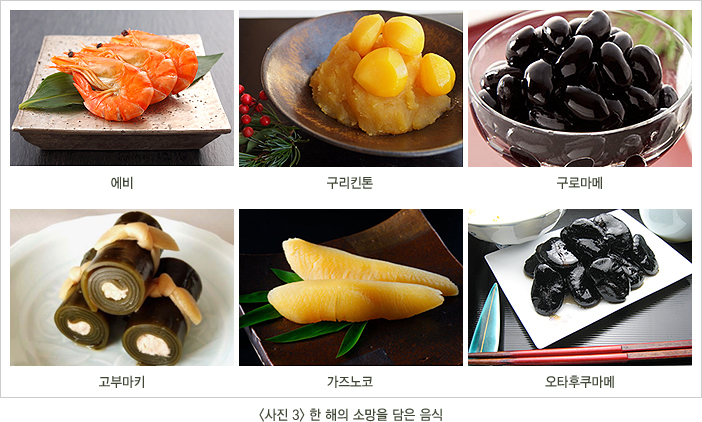 에비
구리킨톤
구로마메
고부마키
가즈노코
오타후쿠마메
〈사진 3〉 한 해의 소망을 담은 음식